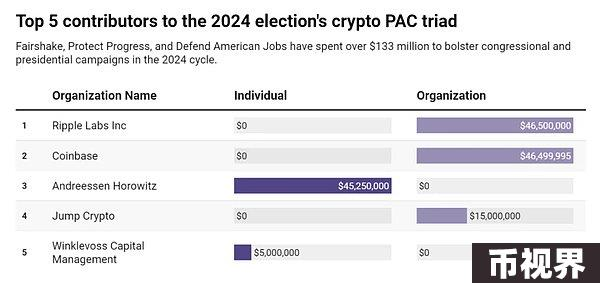 Top 5 contributors to the 2024 election's crypto PAC triad
Fairshake, Protect Progress, and Defend American Jobs have spent over $133 million to bolster congressional and
presidential campaigns in the 2024 cycle.
Organization Name Individual Organization
1 Ripple Labs Inc $0 $46,500,000
2 Coinbase $0 $46,499,995
3 Andreessen Horowitz $45,250,000 $0
4 Jump Crypto $0 $15,000,000
5 Winklevoss Capital
Management $5,000,000 $0
币视界